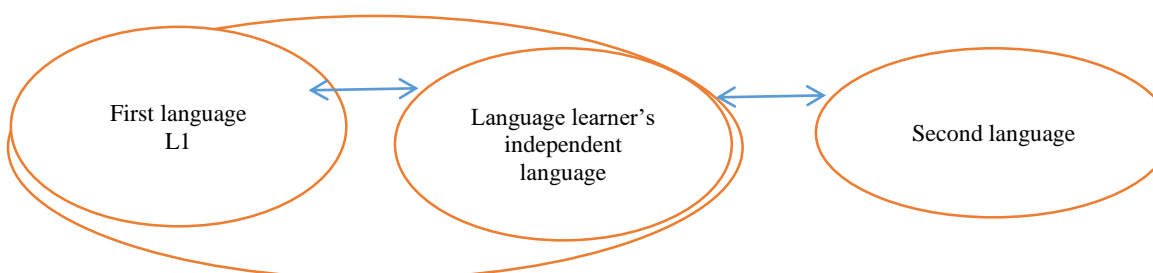 First language
L1
Language learner’s
independent
language
Second language